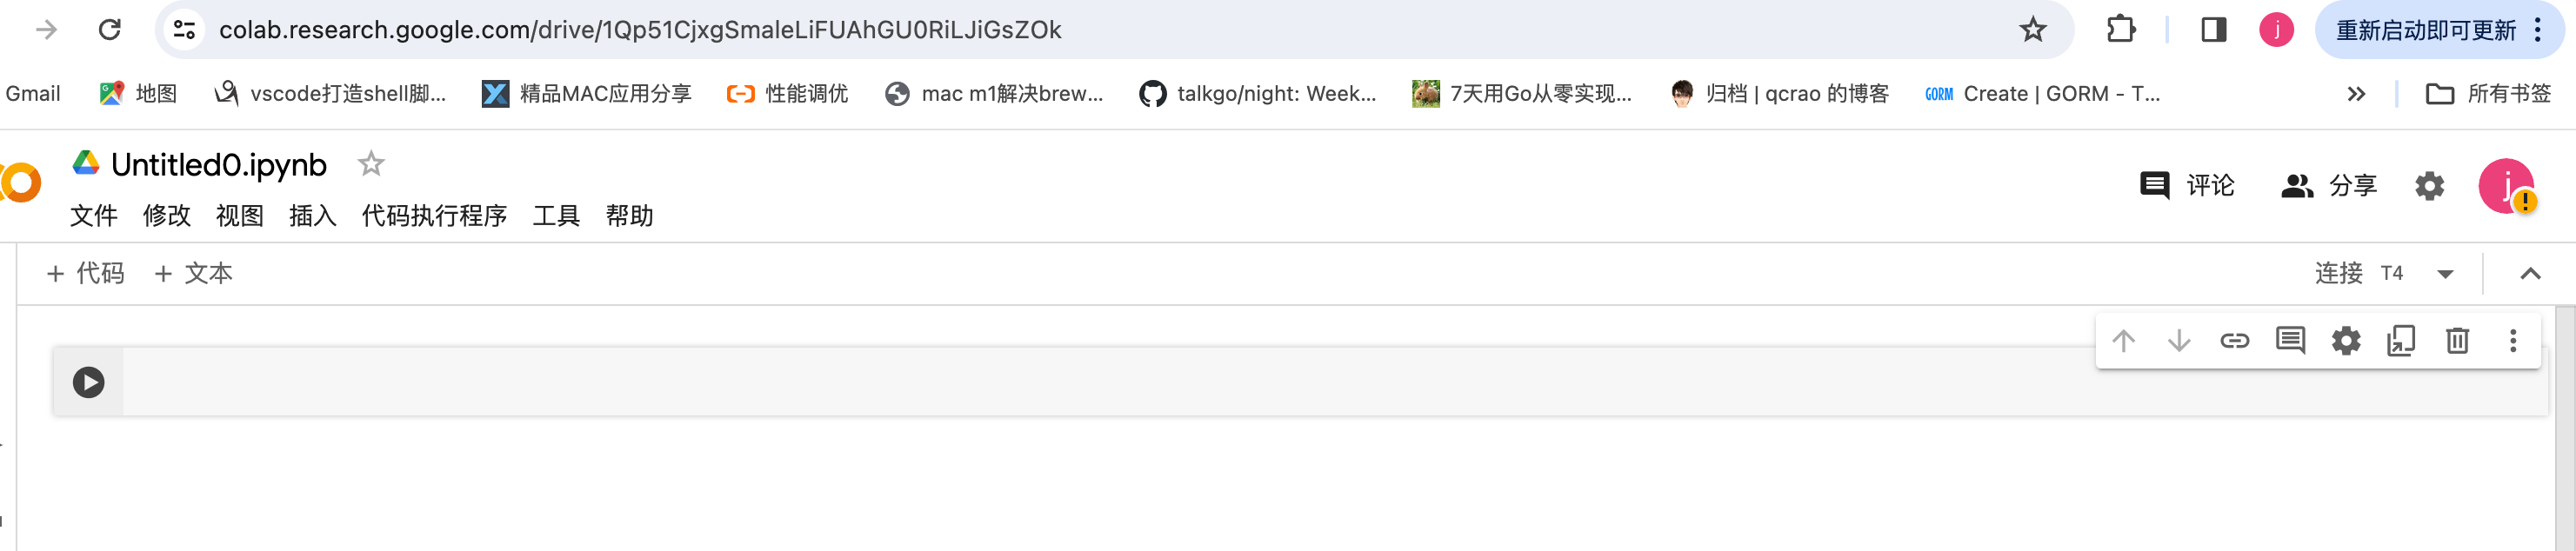 colab.research.google.com/drive/1Qp51CjxgSmaleLiFUAhGU0RiLJiGsZOk j 重新启动即可更新
Gmail 地图 vscode打造shell脚... 精品MAC应用分享 性能调优 mac m1解决brew... talkgo/night: Week... 7天用Go从零实现... 归档 | qcrao 的博客 GORM Create | GORM - T... 所有书签
Untitled0.ipynb 评论 分享 j
文件 修改 视图 插入 代码执行程序 工具 帮助
+ 代码 + 文本 连接 T4